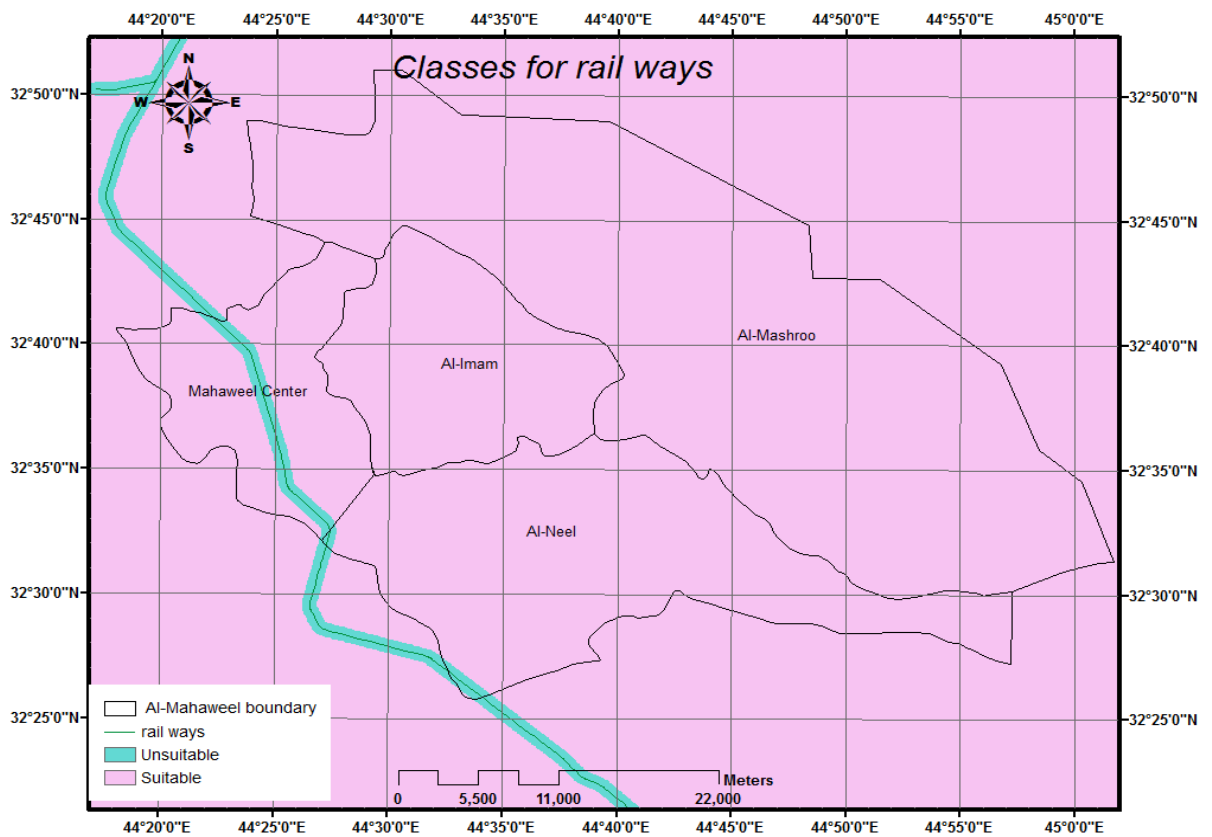 44°20'0"E 44°25'0"E 44°30'0"E 44°35'0"E 44°40'0"E 44°45'0"E 44°50'0"E 44°55'0"E 45°0'0"E
Classes for rail ways
N
W E
S
32°50'0"N 32°50'0"N
32°45'0"N 32°45'0"N
32°40'0"N 32°40'0"N
Al-Mashroo
Al-Imam
Mahaweel Center
32°35'0"N 32°35'0"N
Al-Neel
32°30'0"N 32°30'0"N
32°25'0"N 32°25'0"N
Al-Mahaweel boundary
rail ways
Unsuitable
Suitable
Meters
0 5,500 11,000 22,000
44°20'0"E 44°25'0"E 44°30'0"E 44°35'0"E 44°40'0"E 44°45'0"E 44°50'0"E 44°55'0"E 45°0'0"E